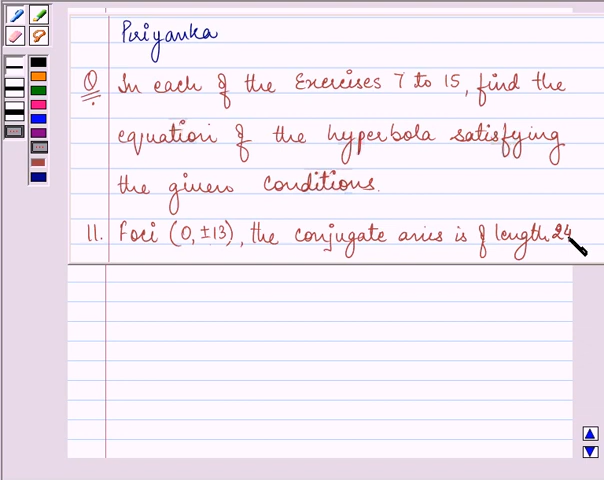 Priyanka
Q In each of the Exercises 7 to 15, find the
equation of the hyperbola satisfying
the given conditions.
11. Foci (0, ±13), the conjugate axies is of length 24